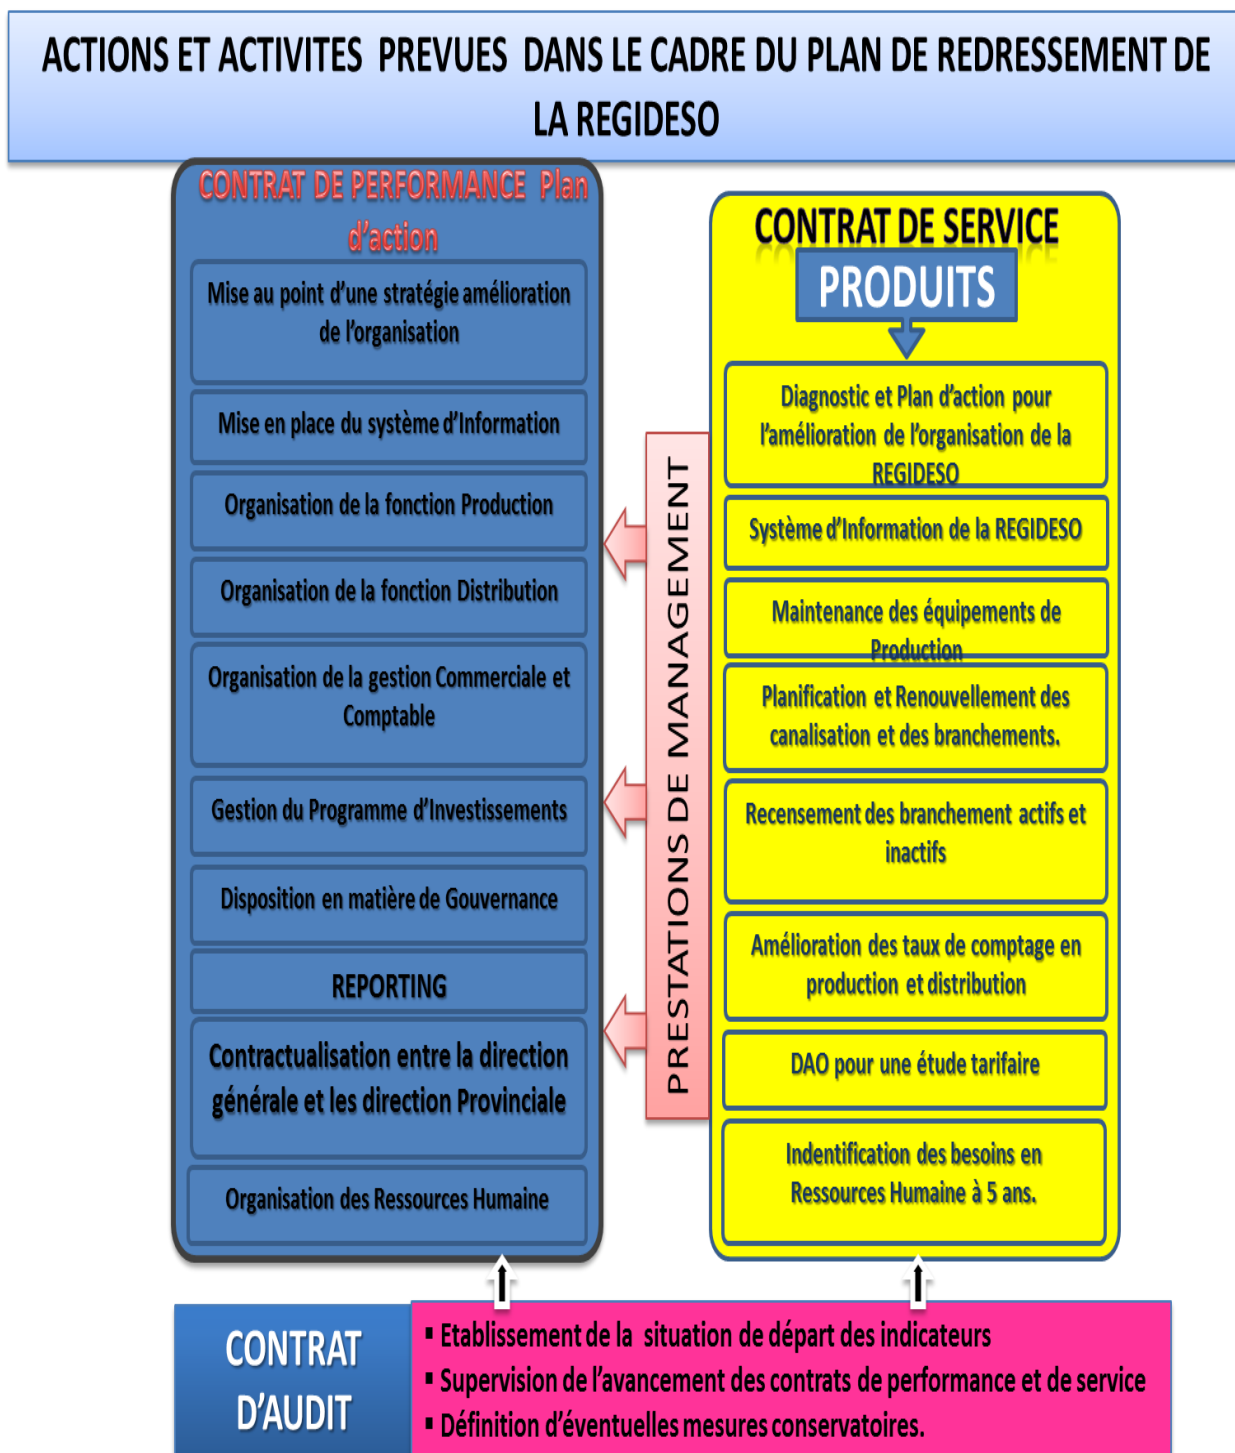 ACTIONS ET ACTIVITES PREVUES DANS LE CADRE DU PLAN DE REDRESSEMENT DE
LA REGIDESO
CONTRAT DE PERFORMANCE Plan
d'action
Mise au point d'une stratégie amélioration
de l'organisation
Mise en place du système d'Information
Organisation de la fonction Production
Organisation de la fonction Distribution
Organisation de la gestion Commerciale et
Comptable
Gestion du Programme d'Investissements
Disposition en matière de Gouvernance
REPORTING
Contractualisation entre la direction
générale et les direction Provinciale
Organisation des Ressources Humaine
PRESTATIONS DE MANAGEMENT
CONTRAT DE SERVICE
PRODUITS
Diagnostic et Plan d'action pour
l'amélioration de l'organisation de la
REGIDESO
Système d'Information de la REGIDESO
Maintenance des équipements de
Production
Planification et Renouvellement des
canalisation et des branchements.
Recensement des branchement actifs et
inactifs
Amélioration des taux de comptage en
production et distribution
DAO pour une étude tarifaire
Indentification des besoins en
Ressources Humaine à 5 ans.
CONTRAT
D'AUDIT
▪ Etablissement de la situation de départ des indicateurs
▪ Supervision de l'avancement des contrats de performance et de service
▪ Définition d'éventuelles mesures conservatoires.